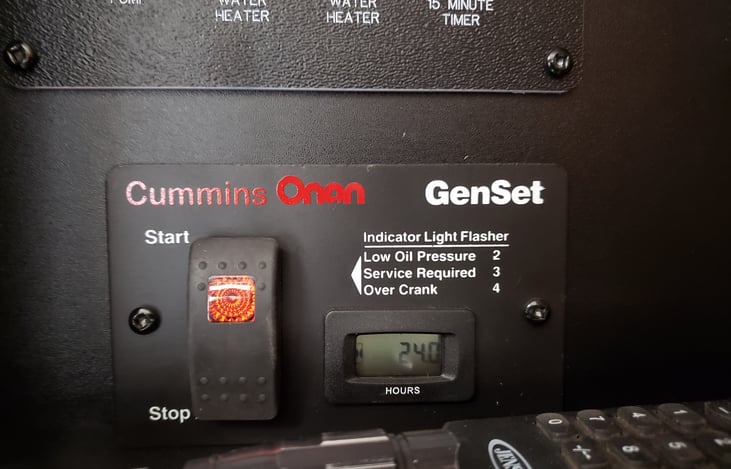 WATER
HEATER
WATER
HEATER
15 MINUTE
TIMER
Cummins Onan GenSet
Start
Indicator Light Flasher
Low Oil Pressure 2
Service Required 3
Over Crank 4
24.0
HOURS
Stop